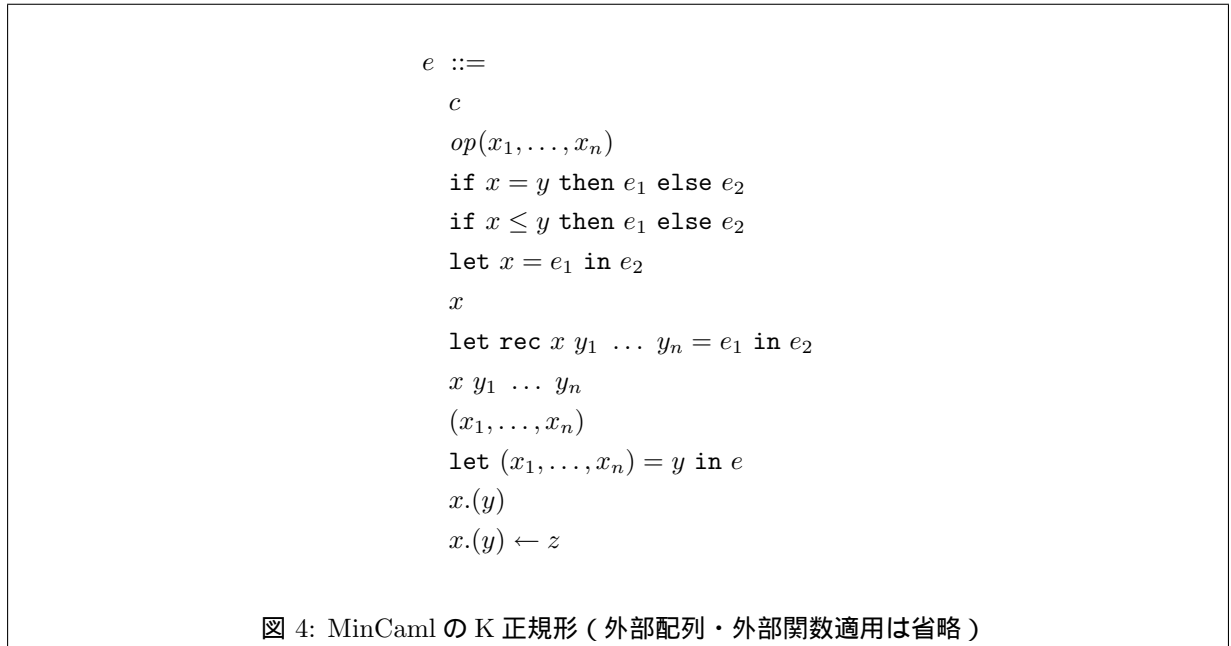 e ::=
c
op(x₁, . . . , xₙ)
if x = y then e₁ else e₂
if x ≤ y then e₁ else e₂
let x = e₁ in e₂
x
let rec x y₁ . . . yₙ = e₁ in e₂
x y₁ . . . yₙ
(x₁, . . . , xₙ)
let (x₁, . . . , xₙ) = y in e
x.(y)
x.(y) ← z
図 4: MinCaml の K 正規形 ( 外部配列・外部関数適用は省略 )